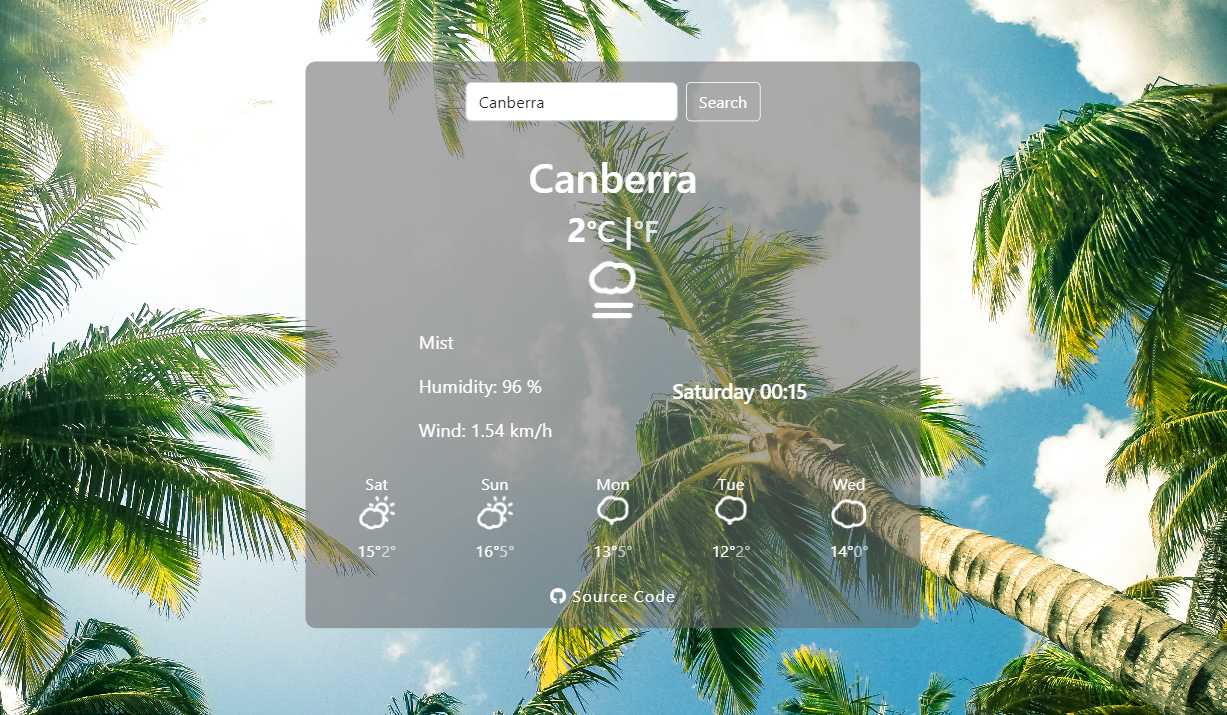 Canberra
Search
Canberra
2°C |°F
Mist
Humidity: 96 %
Wind: 1.54 km/h
Saturday 00:15
Sat Sun Mon Tue Wed
15°2° 16°5° 13°5° 12°2° 14°0°
Source Code